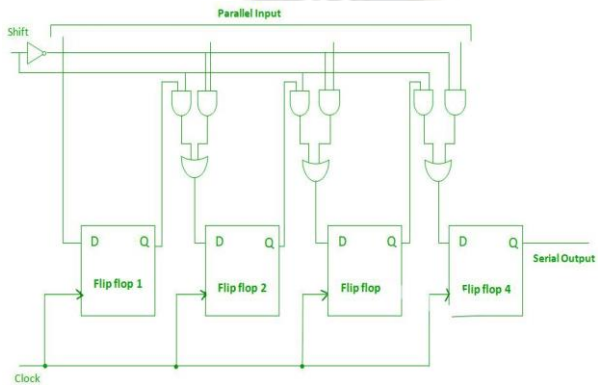 Parallel Input
Shift
D Q
Flip flop 1
D Q
Flip flop 2
D Q
Flip flop
D Q
Flip flop 4
Serial Output
Clock